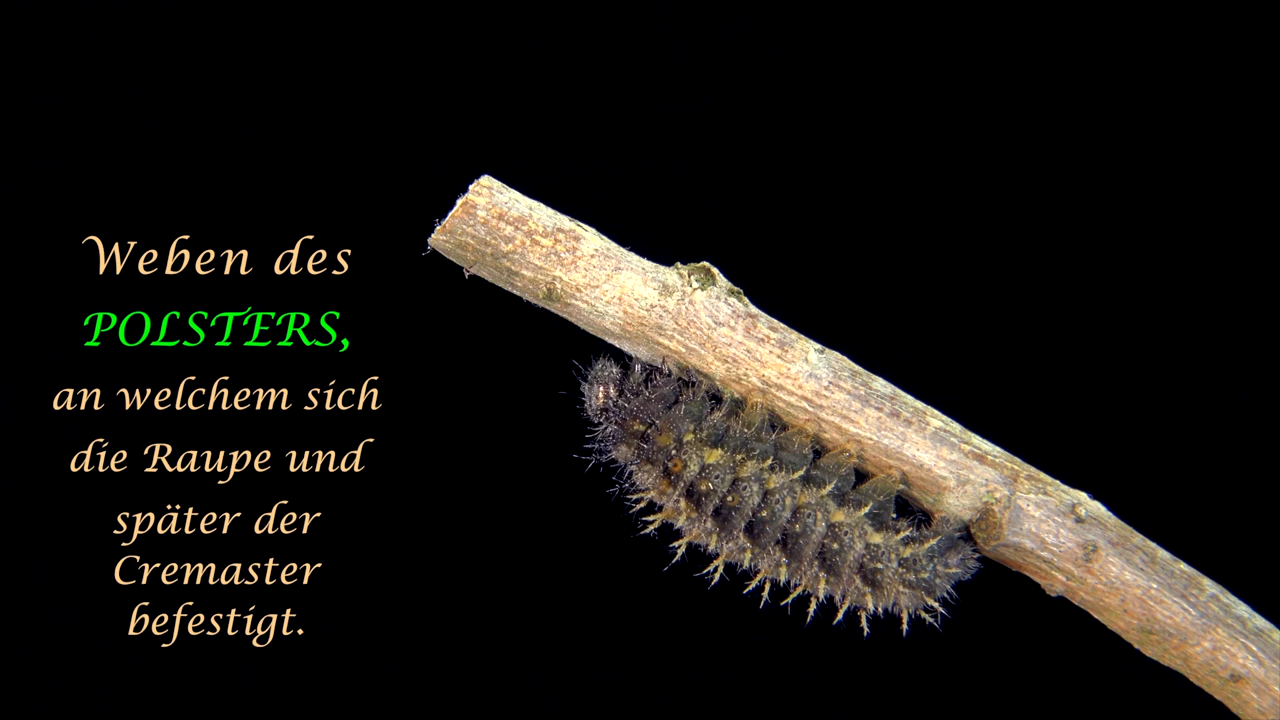 Weben des
POLSTERS,
an welchem sich
die Raupe und
später der
Cremaster
befestigt.